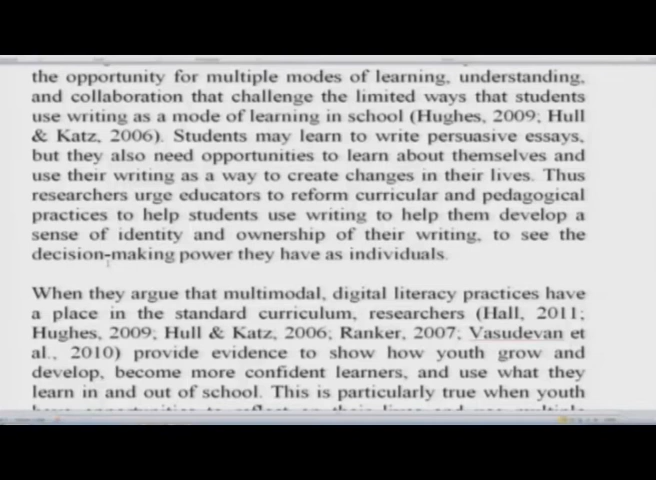 the opportunity for multiple modes of learning, understanding,
and collaboration that challenge the limited ways that students
use writing as a mode of learning in school (Hughes, 2009; Hull
& Katz, 2006). Students may learn to write persuasive essays,
but they also need opportunities to learn about themselves and
use their writing as a way to create changes in their lives. Thus
researchers urge educators to reform curricular and pedagogical
practices to help students use writing to help them develop a
sense of identity and ownership of their writing, to see the
decision-making power they have as individuals.
When they argue that multimodal, digital literacy practices have
a place in the standard curriculum, researchers (Hall, 2011;
Hughes, 2009; Hull & Katz, 2006; Ranker, 2007; Vasudevan et
al., 2010) provide evidence to show how youth grow and
develop, become more confident learners, and use what they
learn in and out of school. This is particularly true when youth